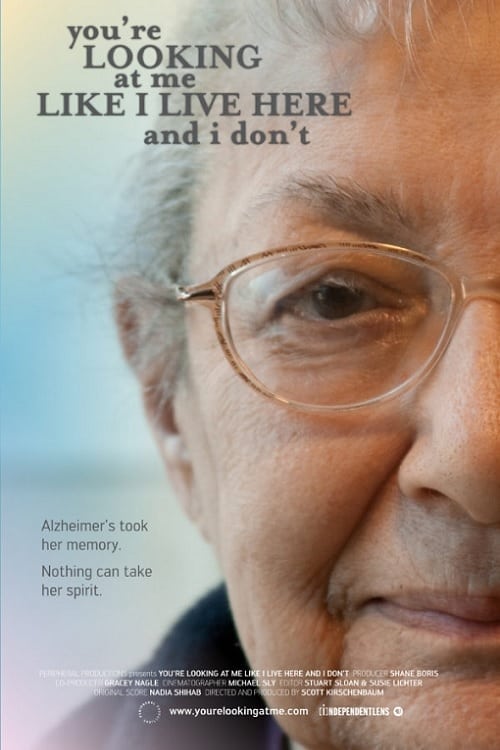 you're
LOOKING
at me
LIKE I LIVE HERE
and i don't
Alzheimer's took
her memory.
Nothing can take
her spirit.
PERIPHERAL PRODUCTIONS presents YOU'RE LOOKING AT ME LIKE I LIVE HERE AND I DON'T PRODUCER SHANE BORIS
CO-PRODUCER GRACEY NAGLE CINEMATOGRAPHER MICHAEL SLY EDITOR STUART SLOAN & SUSIE LICHTER
ORIGINAL SCORE NADIA SHIHAB DIRECTED AND PRODUCED BY SCOTT KIRSCHENBAUM
www.yourelookingatme.com INDEPENDENTLENS